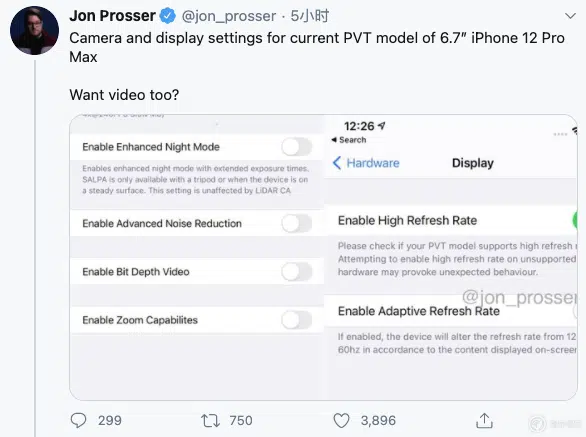 Jon Prosser @jon_prosser · 5小时
Camera and display settings for current PVT model of 6.7” iPhone 12 Pro
Max
Want video too?
Enable Enhanced Night Mode
Enables enhanced night mode with extended exposure times.
SALPA is only available with a tripod or when the device is on
a steady surface. This setting is unaffected by LiDAR CA
Enable Advanced Noise Reduction
Enable Bit Depth Video
Enable Zoom Capabilites
12:26
Search
Hardware
Display
Enable High Refresh Rate
Please check if your PVT model supports high refresh
Attempting to enable high refresh rate on unsupported
hardware may provoke unexpected behaviour.
@jon_prosser
Enable Adaptive Refresh Rate
If enabled, the device will alter the refresh rate from 12
60hz in accordance to the content displayed on-screen
299
750
3,896